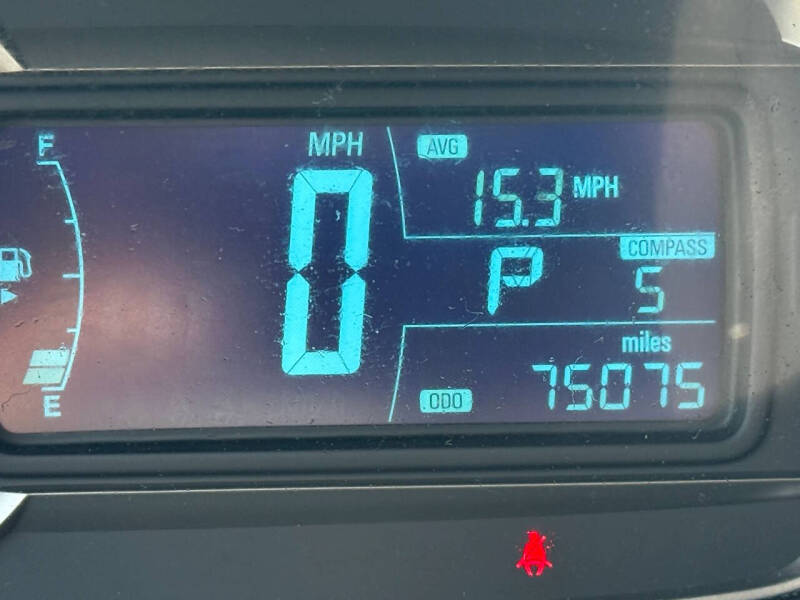 F
E
MPH
0
AVG
15.3 MPH
P
COMPASS
S
miles
ODO 75075